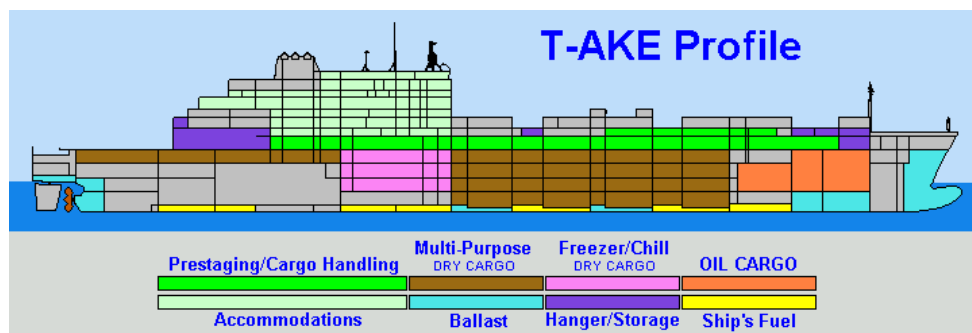 T-AKE Profile
Prestaging/Cargo Handling
Multi-Purpose
DRY CARGO
Freezer/Chill
DRY CARGO
OIL CARGO
Accommodations
Ballast
Hanger/Storage
Ship's Fuel